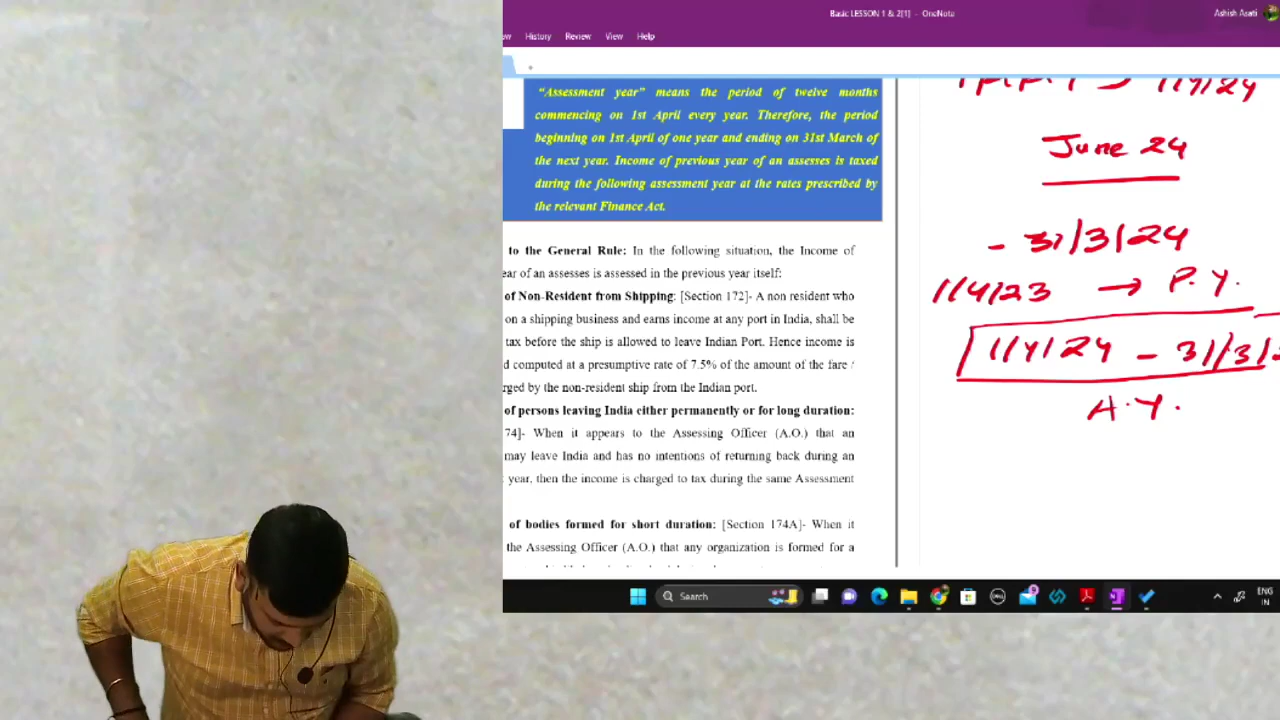 Basic LESSON 1 & 2[1] - OneNote
Ashish Asati
History Review View Help
“Assessment year” means the period of twelve months
commencing on 1st April every year. Therefore, the period
beginning on 1st April of one year and ending on 31st March of
the next year. Income of previous year of an assesses is taxed
during the following assessment year at the rates prescribed by
the relevant Finance Act.
to the General Rule: In the following situation, the Income of
ear of an assesses is assessed in the previous year itself:
of Non-Resident from Shipping: [Section 172]- A non resident who
on a shipping business and earns income at any port in India, shall be
tax before the ship is allowed to leave Indian Port. Hence income is
d computed at a presumptive rate of 7.5% of the amount of the fare /
rged by the non-resident ship from the Indian port.
of persons leaving India either permanently or for long duration:
74]- When it appears to the Assessing Officer (A.O.) that an
may leave India and has no intentions of returning back during an
year, then the income is charged to tax during the same Assessment
of bodies formed for short duration: [Section 174A]- When it
the Assessing Officer (A.O.) that any organization is formed for a
1/4/24
June 24
- 31/3/24
1/4/23 → P.Y.
1/4/24 - 31/3/2
A.Y.
Search
ENG
IN